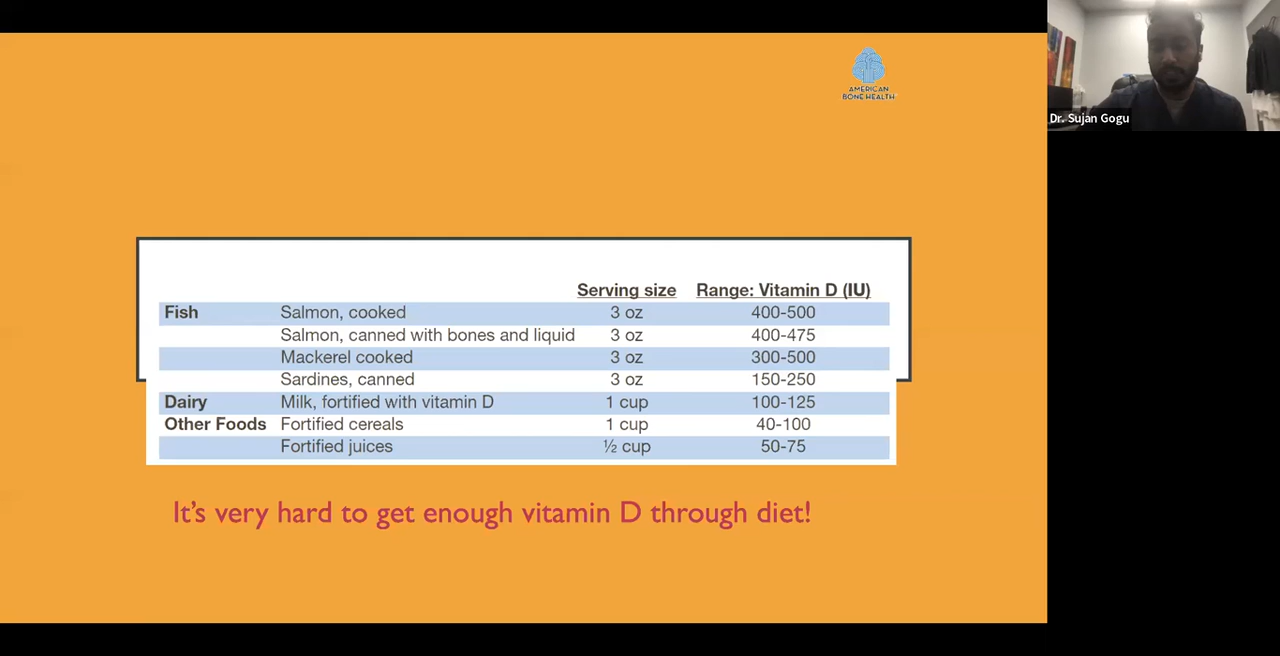 AMERICAN
BONE HEALTH
Dr. Sujan Gogu
Serving size Range: Vitamin D (IU)
Fish Salmon, cooked 3 oz 400-500
Salmon, canned with bones and liquid 3 oz 400-475
Mackerel cooked 3 oz 300-500
Sardines, canned 3 oz 150-250
Dairy Milk, fortified with vitamin D 1 cup 100-125
Other Foods Fortified cereals 1 cup 40-100
Fortified juices ½ cup 50-75
It's very hard to get enough vitamin D through diet!